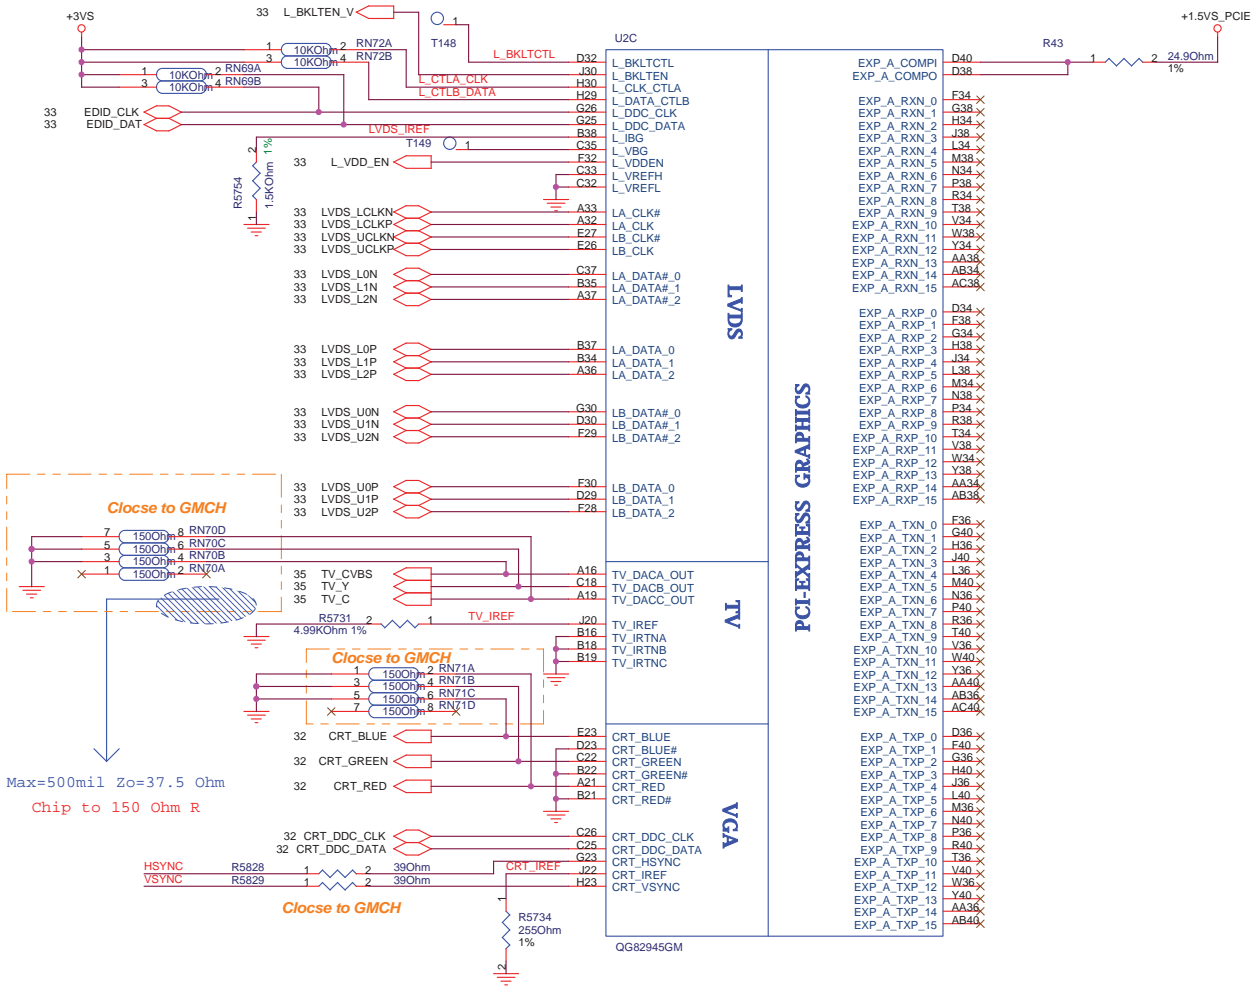 +3VS
33 L_BKLTEN_V
1
T148
1 10KOhm 2 RN72A
3 10KOhm 4 RN72B
1 10KOhm 2 RN69A
3 10KOhm 4 RN69B
L_BKLTCTL
L_CTLA_CLK
L_CTLB_DATA
33 EDID_CLK
33 EDID_DAT
LVDS_IREF
T149 1
R5754 2 1 1.5KOhm 1%
33 L_VDD_EN
33 LVDS_LCLKN
33 LVDS_LCLKP
33 LVDS_UCLKN
33 LVDS_UCLKP
33 LVDS_L0N
33 LVDS_L1N
33 LVDS_L2N
33 LVDS_L0P
33 LVDS_L1P
33 LVDS_L2P
33 LVDS_U0N
33 LVDS_U1N
33 LVDS_U2N
33 LVDS_U0P
33 LVDS_U1P
33 LVDS_U2P
Clocse to GMCH
7 150Ohm 8 RN70D
5 150Ohm 6 RN70C
3 150Ohm 4 RN70B
1 150Ohm 2 RN70A
35 TV_CVBS
35 TV_Y
35 TV_C
R5731 2 1 TV_IREF
4.99KOhm 1%
Clocse to GMCH
1 150Ohm 2 RN71A
3 150Ohm 4 RN71B
5 150Ohm 6 RN71C
7 150Ohm 8 RN71D
32 CRT_BLUE
32 CRT_GREEN
32 CRT_RED
Max=500mil Zo=37.5 Ohm
Chip to 150 Ohm R
32 CRT_DDC_CLK
32 CRT_DDC_DATA
HSYNC R5828 1 2 39Ohm
VSYNC R5829 1 2 39Ohm
CRT_IREF
Clocse to GMCH
1 R5734
255Ohm
1%
2
U2C
D32 L_BKLTCTL
J30 L_BKLTEN
H30 L_CLK_CTLA
H29 L_DATA_CTLB
G26 L_DDC_CLK
G25 L_DDC_DATA
B38 L_IBG
C35 L_VBG
F32 L_VDDEN
C33 L_VREFH
C32 L_VREFL
A33 LA_CLK#
A32 LA_CLK
E27 LB_CLK#
E26 LB_CLK
C37 LA_DATA#_0
B35 LA_DATA#_1
A37 LA_DATA#_2
B37 LA_DATA_0
B34 LA_DATA_1
A36 LA_DATA_2
G30 LB_DATA#_0
D30 LB_DATA#_1
F29 LB_DATA#_2
F30 LB_DATA_0
D29 LB_DATA_1
F28 LB_DATA_2
A16 TV_DACA_OUT
C18 TV_DACB_OUT
A19 TV_DACC_OUT
J20 TV_IREF
B16 TV_IRTNA
B18 TV_IRTNB
B19 TV_IRTNC
E23 CRT_BLUE
D23 CRT_BLUE#
C22 CRT_GREEN
B22 CRT_GREEN#
A21 CRT_RED
B21 CRT_RED#
C26 CRT_DDC_CLK
C25 CRT_DDC_DATA
G23 CRT_HSYNC
J22 CRT_IREF
H23 CRT_VSYNC
LVDS
TV
VGA
PCI-EXPRESS GRAPHICS
QG82945GM
+1.5VS_PCIE
R43
1 2 24.9Ohm
1%
EXP_A_COMPI D40
EXP_A_COMPO D38
EXP_A_RXN_0 F34
EXP_A_RXN_1 G38
EXP_A_RXN_2 H34
EXP_A_RXN_3 J38
EXP_A_RXN_4 L34
EXP_A_RXN_5 M38
EXP_A_RXN_6 N34
EXP_A_RXN_7 P38
EXP_A_RXN_8 R34
EXP_A_RXN_9 T38
EXP_A_RXN_10 V34
EXP_A_RXN_11 W38
EXP_A_RXN_12 Y34
EXP_A_RXN_13 AA38
EXP_A_RXN_14 AB34
EXP_A_RXN_15 AC38
EXP_A_RXP_0 D34
EXP_A_RXP_1 F38
EXP_A_RXP_2 G34
EXP_A_RXP_3 H38
EXP_A_RXP_4 J34
EXP_A_RXP_5 L38
EXP_A_RXP_6 M34
EXP_A_RXP_7 N38
EXP_A_RXP_8 P34
EXP_A_RXP_9 R38
EXP_A_RXP_10 T34
EXP_A_RXP_11 V38
EXP_A_RXP_12 W34
EXP_A_RXP_13 Y38
EXP_A_RXP_14 AA34
EXP_A_RXP_15 AB38
EXP_A_TXN_0 F36
EXP_A_TXN_1 G40
EXP_A_TXN_2 H36
EXP_A_TXN_3 J40
EXP_A_TXN_4 L36
EXP_A_TXN_5 M40
EXP_A_TXN_6 N36
EXP_A_TXN_7 P40
EXP_A_TXN_8 R36
EXP_A_TXN_9 T40
EXP_A_TXN_10 V36
EXP_A_TXN_11 W40
EXP_A_TXN_12 Y36
EXP_A_TXN_13 AA40
EXP_A_TXN_14 AB36
EXP_A_TXN_15 AC40
EXP_A_TXP_0 D36
EXP_A_TXP_1 F40
EXP_A_TXP_2 G36
EXP_A_TXP_3 H40
EXP_A_TXP_4 J36
EXP_A_TXP_5 L40
EXP_A_TXP_6 M36
EXP_A_TXP_7 N40
EXP_A_TXP_8 P36
EXP_A_TXP_9 R40
EXP_A_TXP_10 T36
EXP_A_TXP_11 V40
EXP_A_TXP_12 W36
EXP_A_TXP_13 Y40
EXP_A_TXP_14 AA36
EXP_A_TXP_15 AB40